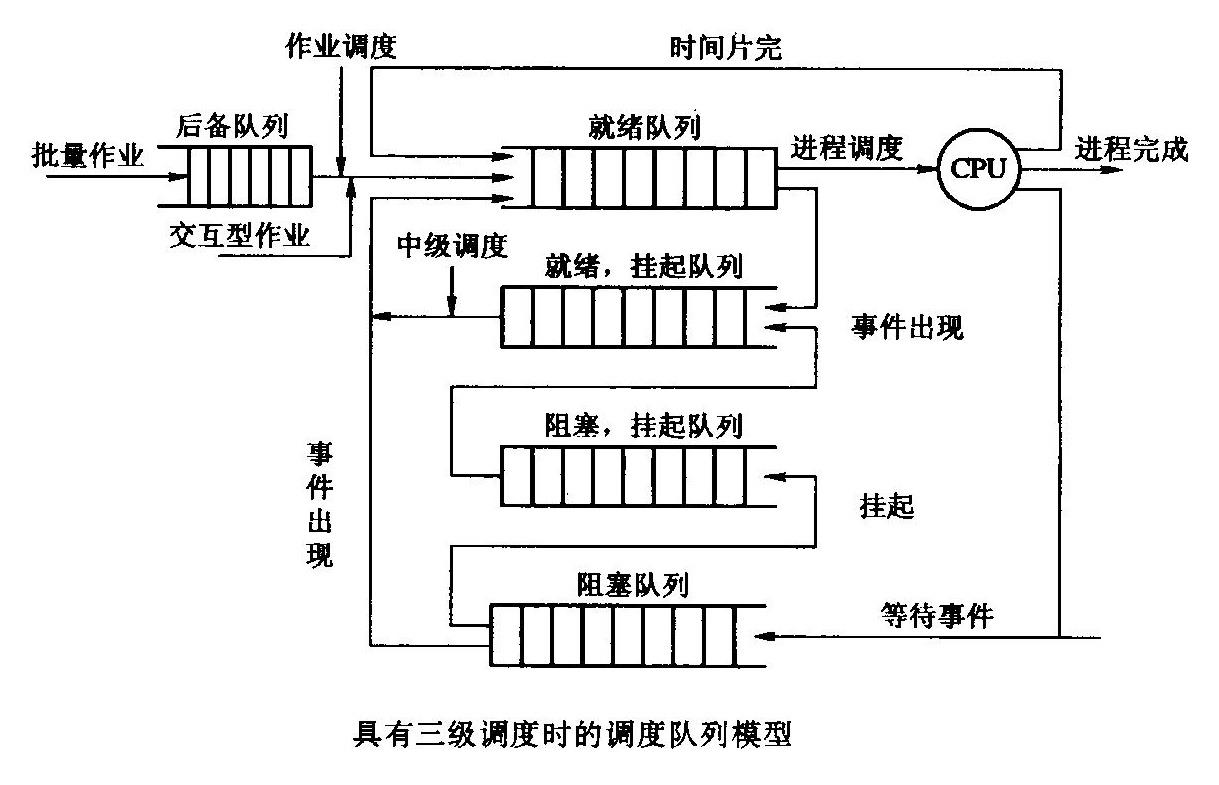 作业调度
时间片完
后备队列
就绪队列
批量作业
进程调度
CPU
进程完成
交互型作业
中级调度
就绪，挂起队列
事件出现
阻塞，挂起队列
事件出现
挂起
阻塞队列
等待事件
具有三级调度时的调度队列模型